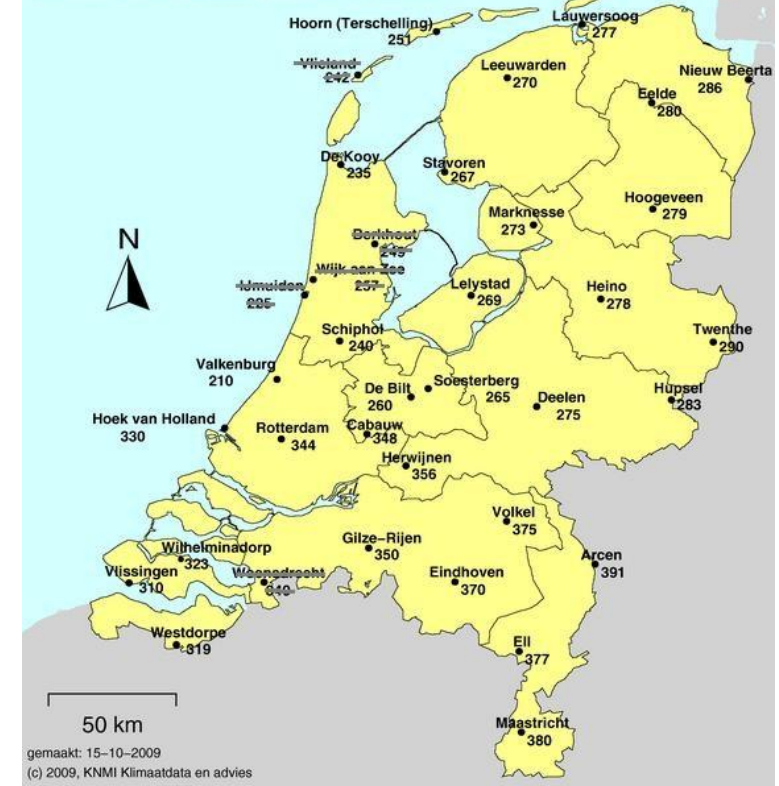 Lauwersoog
277
Hoorn (Terschelling)
251
Vlieland
242
Leeuwarden
270
Nieuw Beerta
286
Eelde
280
De Kooy
235
Stavoren
267
Hoogeveen
279
Marknesse
273
Berkhout
249
Wijk aan Zee
257
IJmuiden
225
Lelystad
269
Heino
278
N
Schiphol
240
Twenthe
290
Valkenburg
210
De Bilt
260
Soesterberg
265
Deelen
275
Hupsel
283
Hoek van Holland
330
Rotterdam
344
Cabauw
348
Herwijnen
356
Volkel
375
Gilze-Rijen
350
Arcen
391
Wilhelminadorp
323
Vlissingen
310
Woensdrecht
340
Eindhoven
370
Westdorpe
319
Ell
377
Maastricht
380
50 km
gemaakt: 15-10-2009
(c) 2009, KNMI Klimaatdata en advies